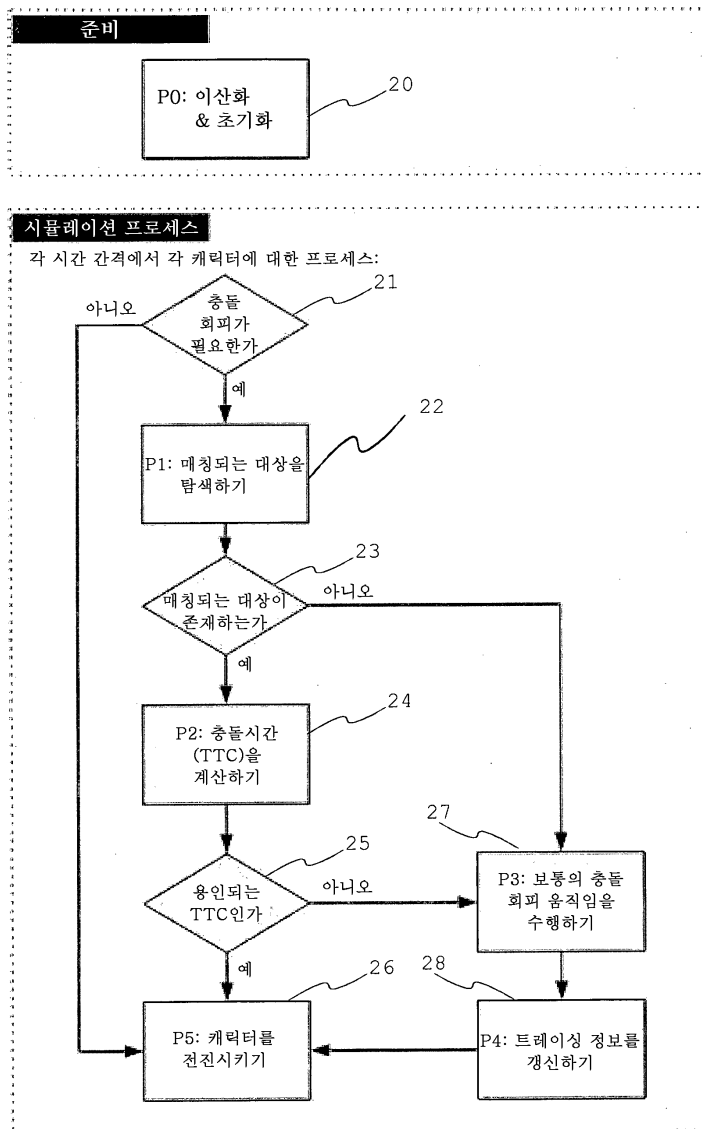 준비
P0: 이산화
& 초기화
20
시뮬레이션 프로세스
각 시간 간격에서 각 캐릭터에 대한 프로세스:
21
아니오
충돌
회피가
필요한가
예
22
P1: 매칭되는 대상을
탐색하기
23
아니오
매칭되는 대상이
존재하는가
예
24
P2: 충돌시간
(TTC)을
계산하기
27
25
아니오
용인되는
TTC인가
P3: 보통의 충돌
회피 움직임을
수행하기
예
26
28
P5: 캐릭터를
전진시키기
P4: 트레이싱 정보를
갱신하기